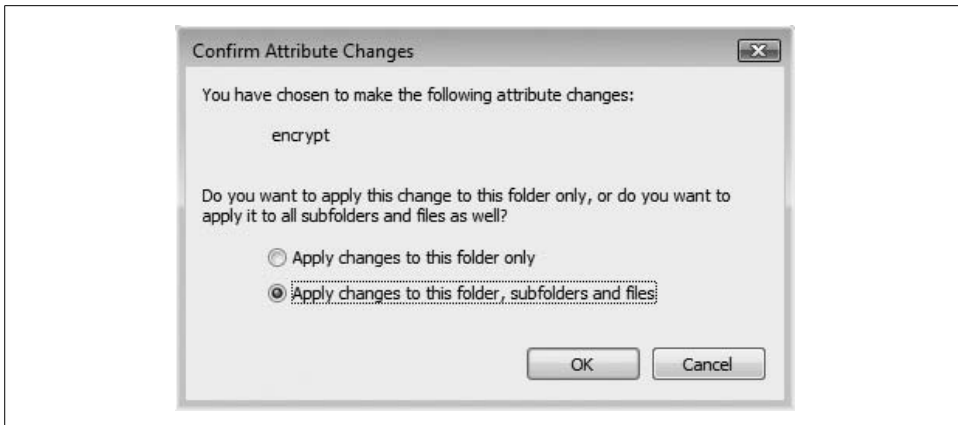 Confirm Attribute Changes
You have chosen to make the following attribute changes:
encrypt
Do you want to apply this change to this folder only, or do you want to
apply it to all subfolders and files as well?
Apply changes to this folder only
Apply changes to this folder, subfolders and files
OK
Cancel